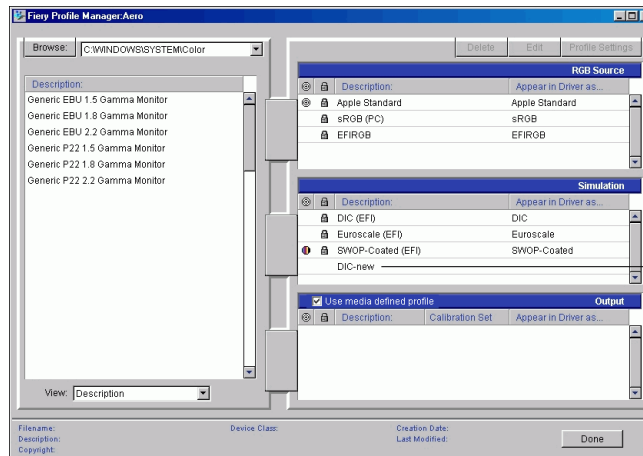 Fiery Profile Manager:Aero
Browse: C:\WINDOWS\SYSTEM\Color
Description:
Generic EBU 1.5 Gamma Monitor
Generic EBU 1.8 Gamma Monitor
Generic EBU 2.2 Gamma Monitor
Generic P22 1.5 Gamma Monitor
Generic P22 1.8 Gamma Monitor
Generic P22 2.2 Gamma Monitor
View: Description
Delete Edit Profile Settings
RGB Source
Description: Appear in Driver as...
Apple Standard Apple Standard
sRGB (PC) sRGB
EFIRGB EFIRGB
Simulation
Description: Appear in Driver as...
DIC (EFI) DIC
Euroscale (EFI) Euroscale
SWOP-Coated (EFI) SWOP-Coated
DIC-new
Use media defined profile Output
Description: Calibration Set Appear in Driver as...
Filename: Device Class: Creation Date:
Description: Last Modified:
Copyright:
Done